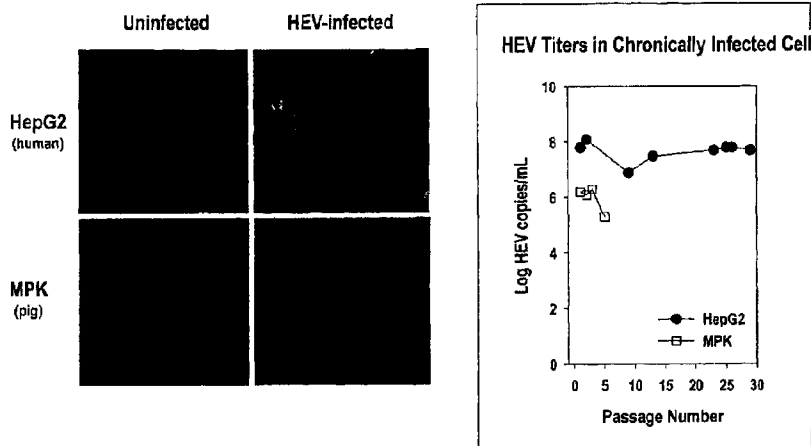 Uninfected
HEV-infected
HepG2
(human)
MPK
(pig)
HEV Titers in Chronically Infected Cell
Log HEV copies/mL
10
8
6
4
2
0
HepG2
MPK
0 5 10 15 20 25 30
Passage Number